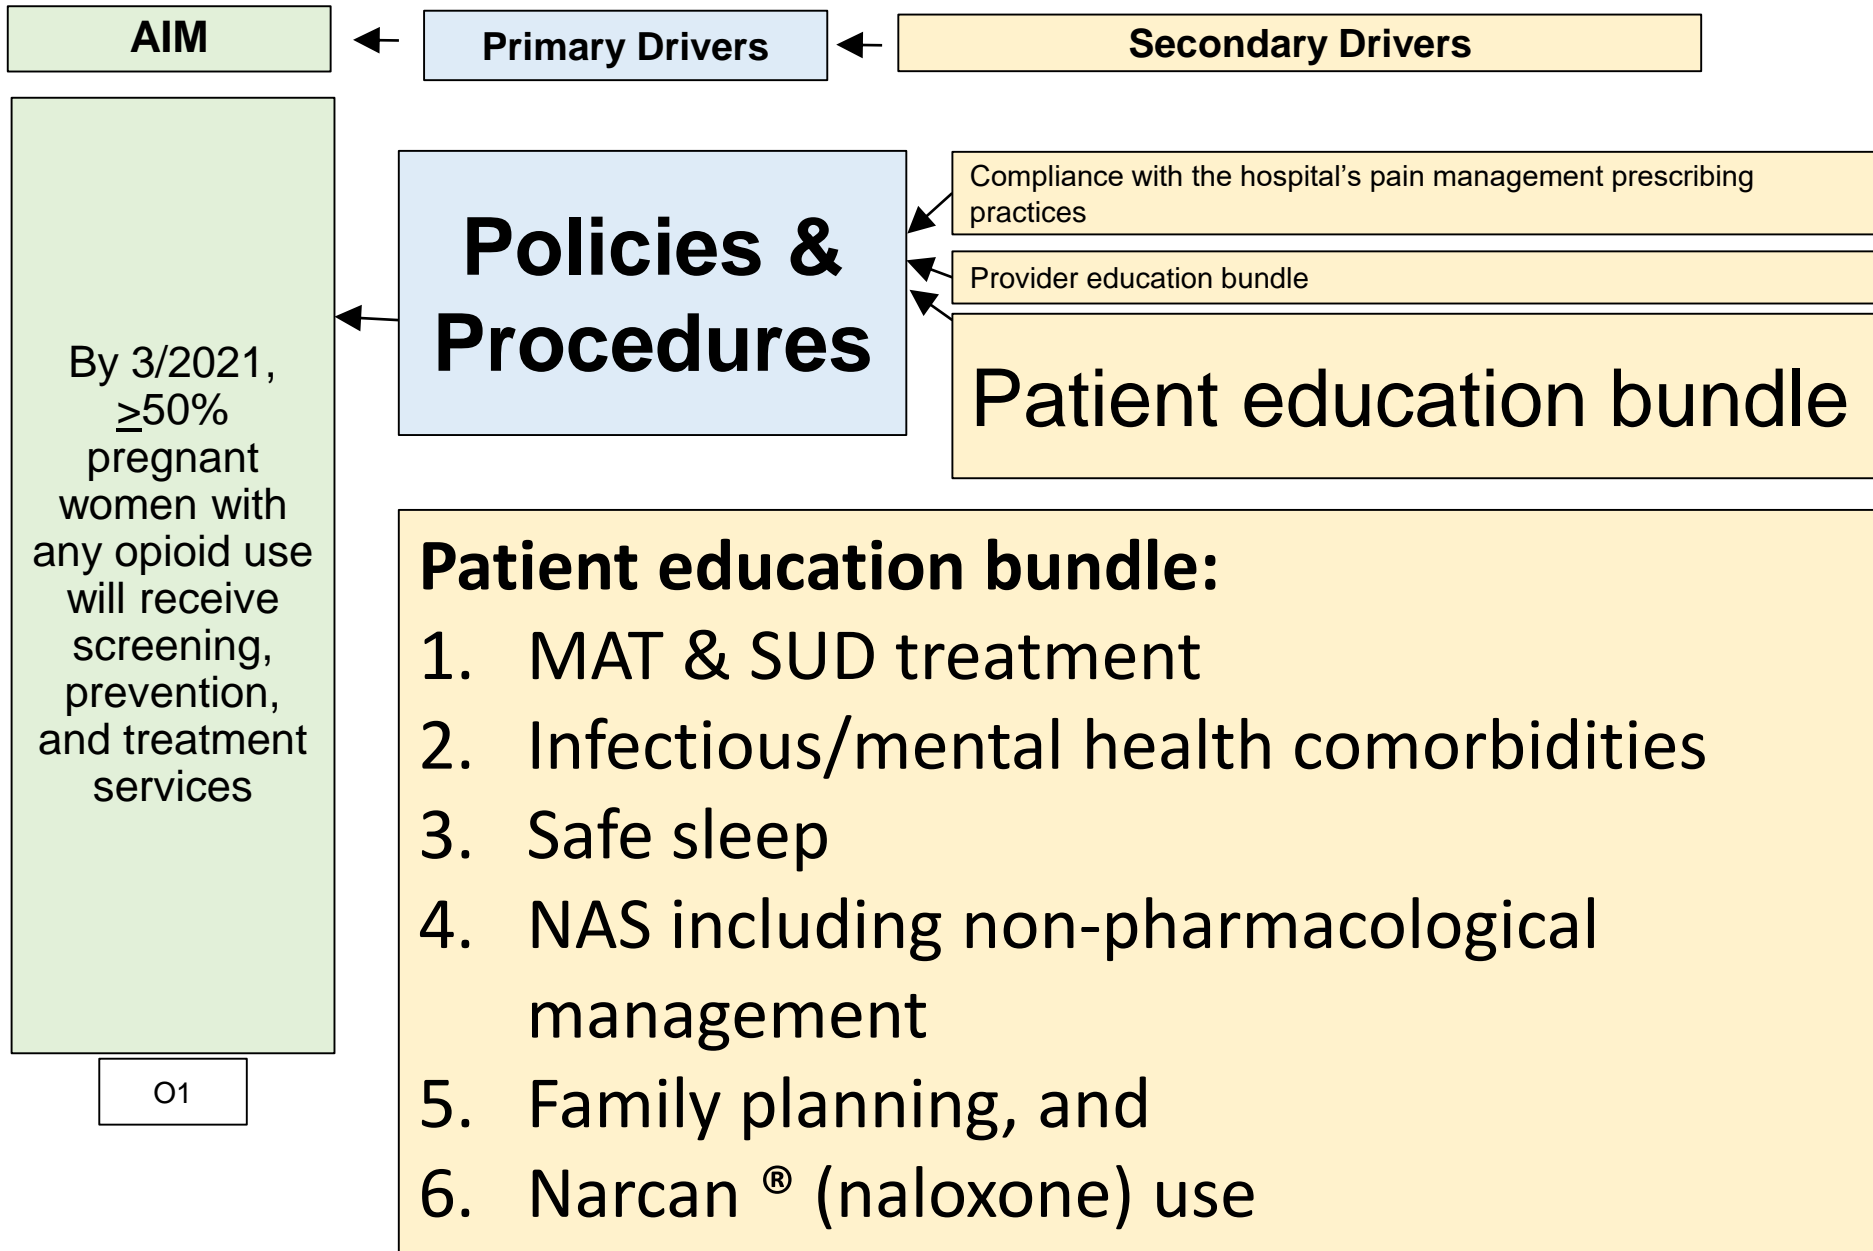 AIM
Primary Drivers
Secondary Drivers
By 3/2021,
≥50%
pregnant
women with
any opioid use
will receive
screening,
prevention,
and treatment
services
O1
Policies &
Procedures
Compliance with the hospital’s pain management prescribing
practices
Provider education bundle
Patient education bundle
Patient education bundle:
1. MAT & SUD treatment
2. Infectious/mental health comorbidities
3. Safe sleep
4. NAS including non-pharmacological
management
5. Family planning, and
6. Narcan ® (naloxone) use